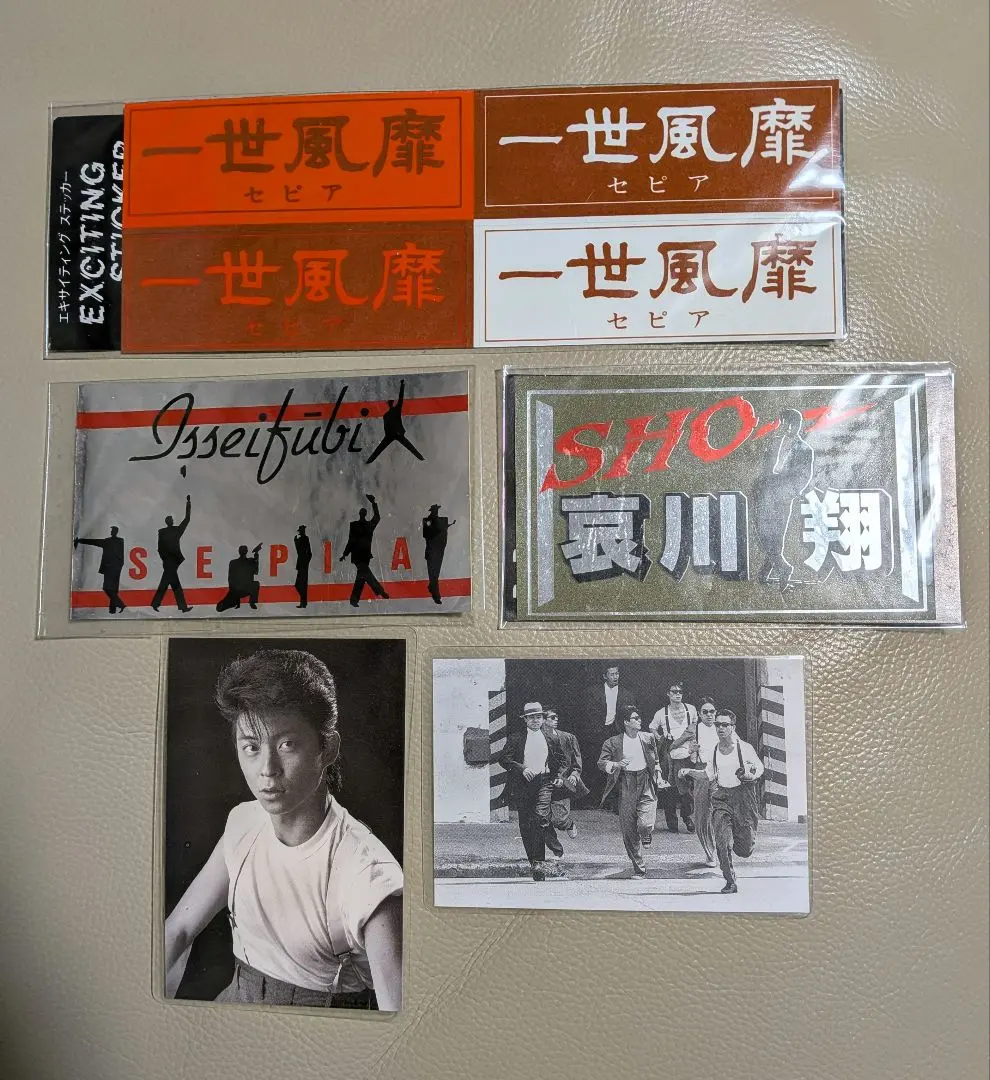 エキサイティング ステッカー
EXCITING
STICKER
一世風靡
セピア
一世風靡
セピア
一世風靡
セピア
一世風靡
セピア
Isseifūbi
SEPIA
SHO
哀川 翔